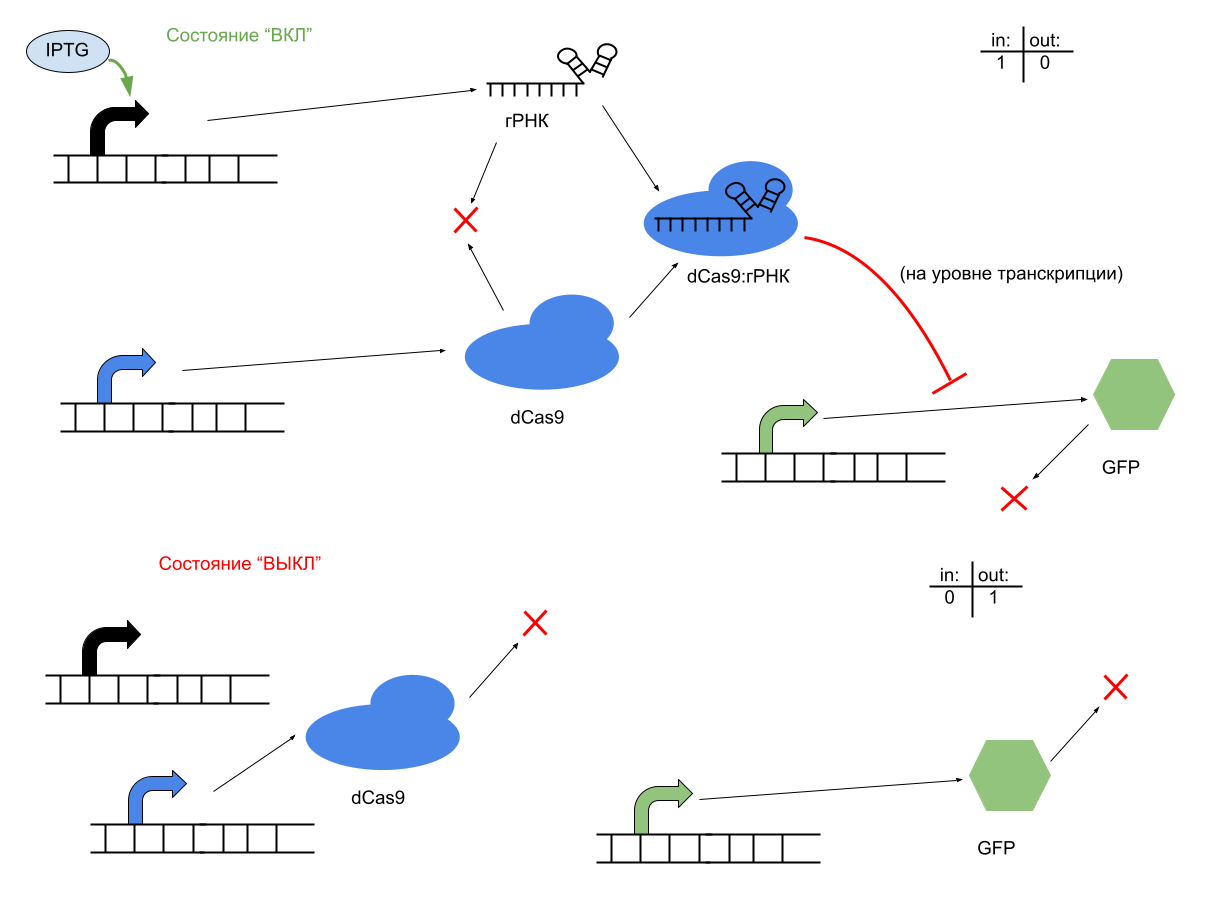 Состояние “ВКЛ”
IPTG
in: out:
1 0
гРНК
dCas9:гРНК
(на уровне транскрипции)
dCas9
GFP
Состояние “ВЫКЛ”
in: out:
0 1
dCas9
GFP